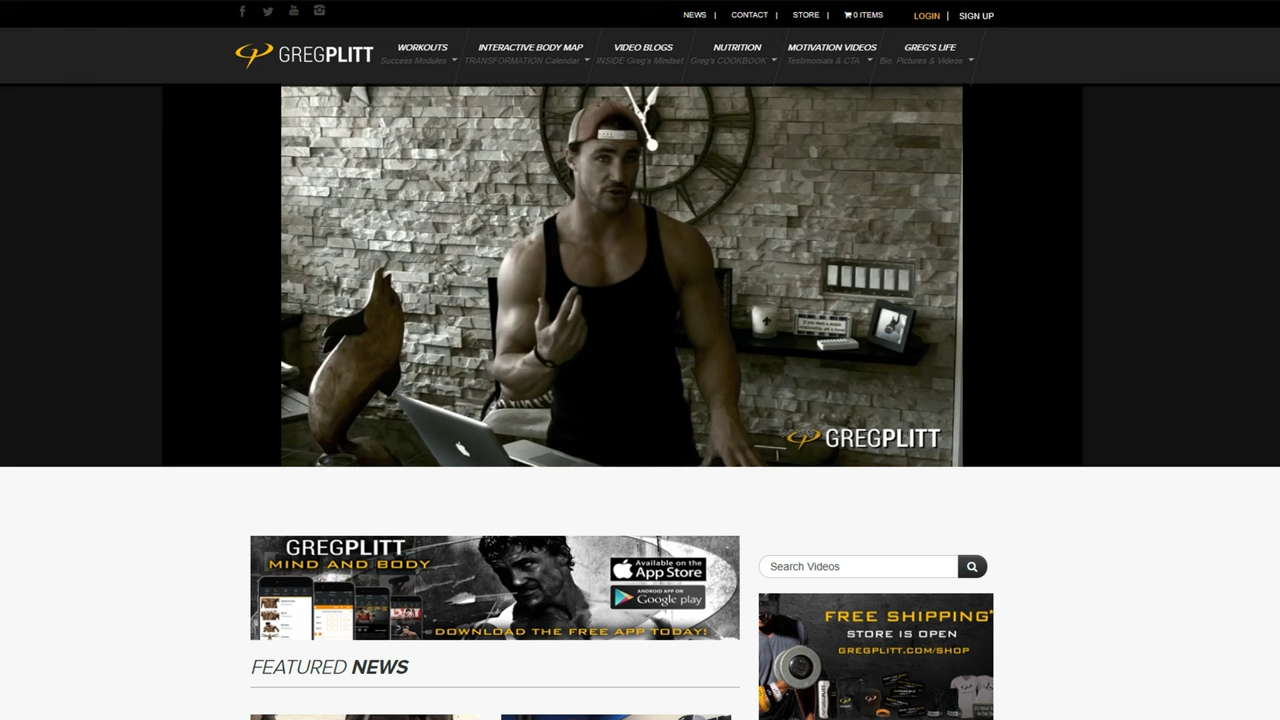 NEWS | CONTACT | STORE | 0 ITEMS LOGIN | SIGN UP
GREGPLITT
WORKOUTS INTERACTIVE BODY MAP VIDEO BLOGS NUTRITION MOTIVATION VIDEOS GREG'S LIFE
Success Modules TRANSFORMATION Calendar INSIDE Greg's Mindset Greg's COOKBOOK Testimonials & CTA Bio, Pictures & Videos
GREGPLITT
GREGPLITT
MIND AND BODY
Available on the
App Store
ANDROID APP ON
Google play
DOWNLOAD THE FREE APP TODAY!
Search Videos
FREE SHIPPING*
STORE IS OPEN
GREGPLITT.COM/SHOP
FEATURED NEWS